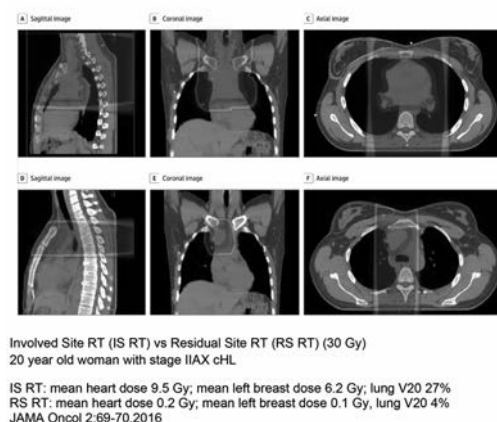 A Sagittal image
B Coronal image
C Axial image
D Sagittal image
E Coronal image
F Axial image
Involved Site RT (IS RT) vs Residual Site RT (RS RT) (30 Gy)
20 year old woman with stage IIAX cHL
IS RT: mean heart dose 9.5 Gy; mean left breast dose 6.2 Gy; lung V20 27%
RS RT: mean heart dose 0.2 Gy; mean left breast dose 0.1 Gy, lung V20 4%
JAMA Oncol 2:69-70.2016